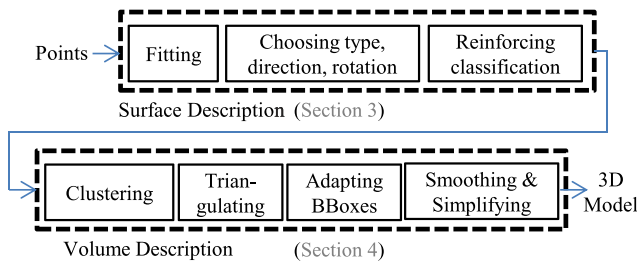 Points
Fitting
Choosing type,
direction, rotation
Reinforcing
classification
Surface Description (Section 3)
Clustering
Trian-
gulating
Adapting
BBoxes
Smoothing &
Simplifying
3D
Model
Volume Description (Section 4)